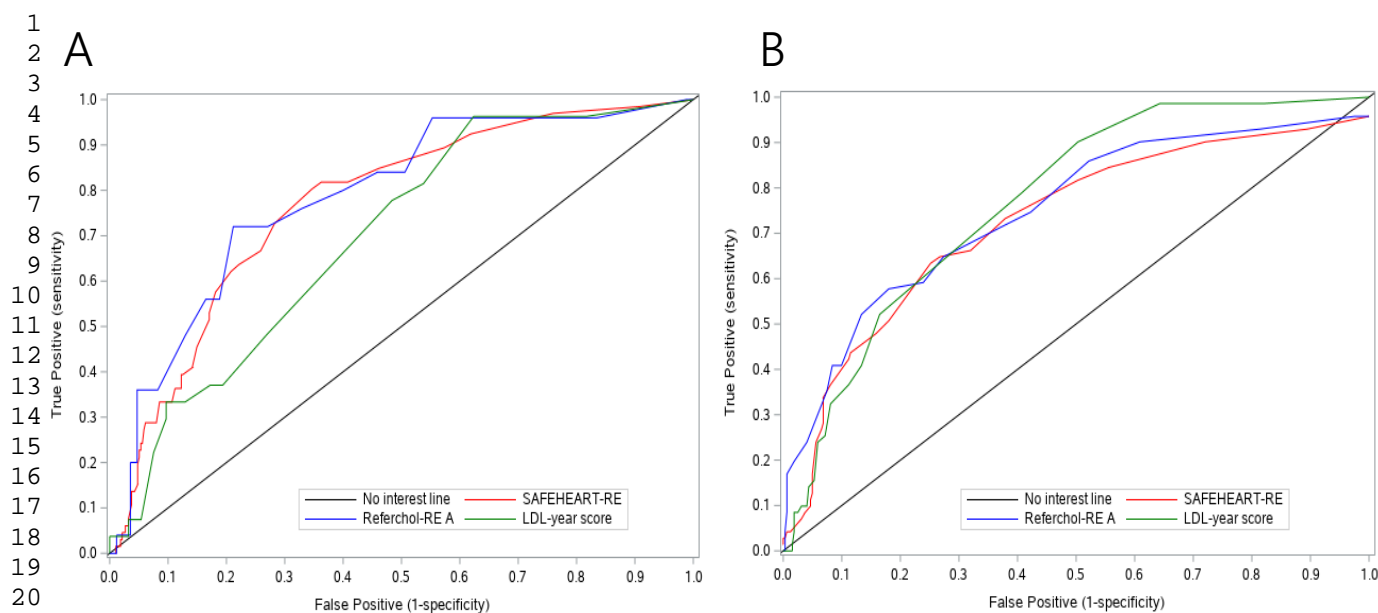 1
2
3
4
5
6
7
8
9
10
11
12
13
14
15
16
17
18
19
20
A
True Positive (sensitivity)
1.0
0.9
0.8
0.7
0.6
0.5
0.4
0.3
0.2
0.1
0.0
No interest line
SAFEHEART-RE
Referchol-RE A
LDL-year score
0.0 0.1 0.2 0.3 0.4 0.5 0.6 0.7 0.8 0.9 1.0
False Positive (1-specificity)
B
True Positive (sensitivity)
1.0
0.9
0.8
0.7
0.6
0.5
0.4
0.3
0.2
0.1
0.0
No interest line
SAFEHEART-RE
Referchol-RE A
LDL-year score
0.0 0.1 0.2 0.3 0.4 0.5 0.6 0.7 0.8 0.9 1.0
False Positive (1-specificity)